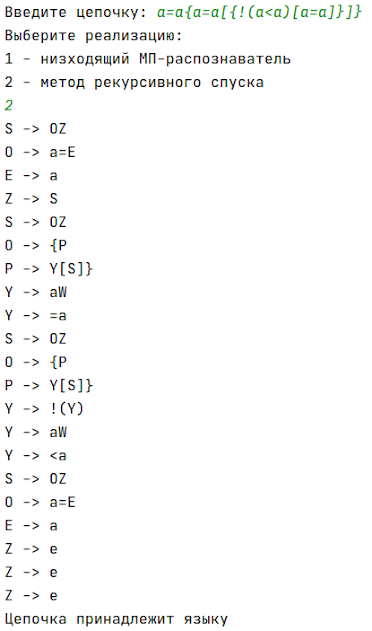 Введите цепочку: a=a{a=a[{!(a<a)[a=a]}]}
Выберите реализацию:
1 - низходящий МП-распознаватель
2 - метод рекурсивного спуска
2
S -> OZ
O -> a=E
E -> a
Z -> S
S -> OZ
O -> {P
P -> Y[S]}
Y -> aW
Y -> =a
S -> OZ
O -> {P
P -> Y[S]}
Y -> !(Y)
Y -> aW
Y -> <a
S -> OZ
O -> a=E
E -> a
Z -> e
Z -> e
Z -> e
Цепочка принадлежит языку